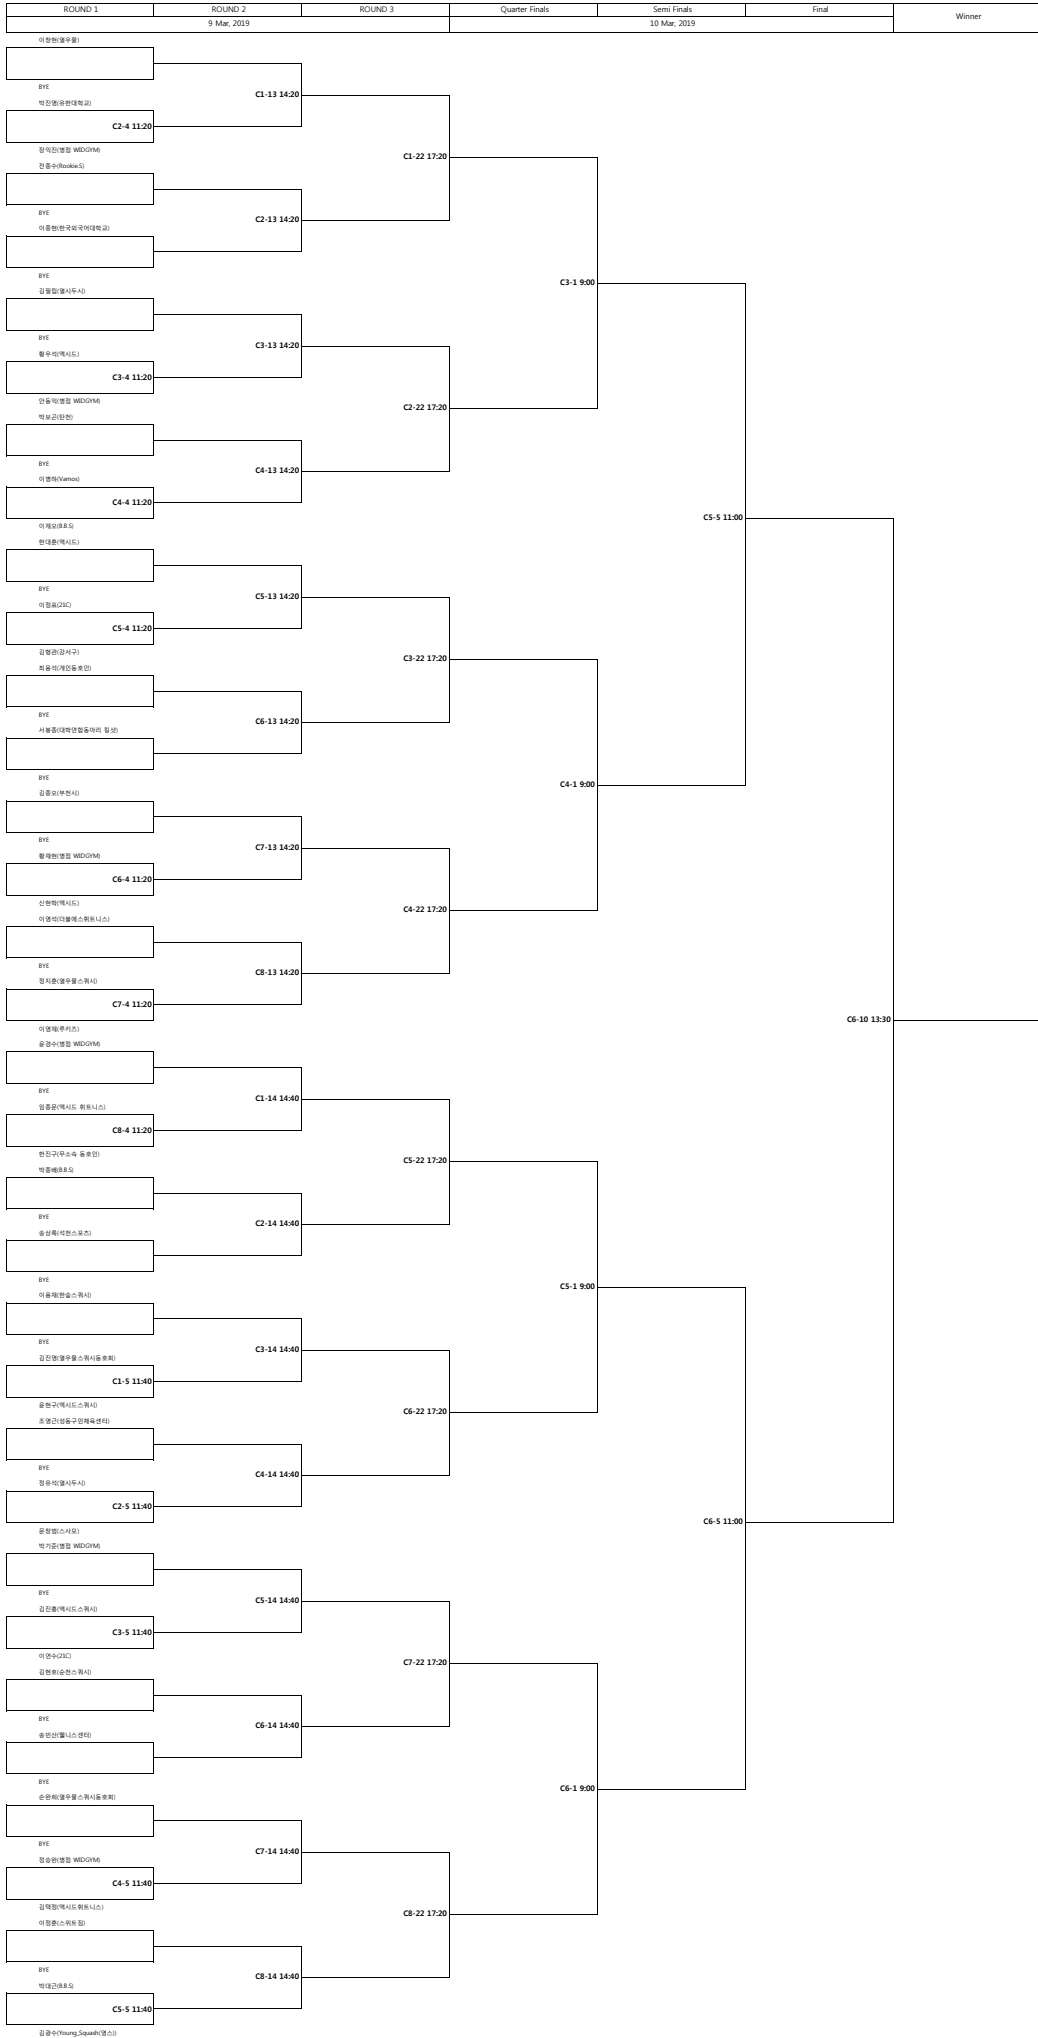 ROUND 1 ROUND 2 ROUND 3 Quarter Finals Semi Finals Final Winner
9 Mar, 2019 10 Mar, 2019
이창현(열우물)
BYE
C1-13 14:20
박진영(유한대학교)
C2-4 11:20
장익진(병점 WIDGYM)
C1-22 17:20
전종수(Rookie.S)
BYE
C2-13 14:20
이종현(한국외국어대학교)
BYE
C3-1 9:00
김필립(열시두시)
BYE
C3-13 14:20
황우석(엑시드)
C3-4 11:20
안동억(병점 WIDGYM)
C2-22 17:20
박보곤(탄천)
BYE
C4-13 14:20
이병하(Vamos)
C4-4 11:20
C5-5 11:00
이재모(B.B.S)
한대훈(엑시드)
BYE
C5-13 14:20
이정표(21C)
C5-4 11:20
김형관(강서구)
C3-22 17:20
최용석(개인동호인)
BYE
C6-13 14:20
서봉종(대학연합동아리 킬샷)
BYE
C4-1 9:00
김종오(부천시)
BYE
C7-13 14:20
황재현(병점 WIDGYM)
C6-4 11:20
신현학(엑시드)
C4-22 17:20
이영석(더블에스휘트니스)
BYE
C8-13 14:20
정지훈(열우물스쿼시)
C7-4 11:20
C6-10 13:30
이영재(루키즈)
윤경수(병점 WIDGYM)
BYE
C1-14 14:40
임종문(엑시드 휘트니스)
C8-4 11:20
한진구(무소속 동호인)
C5-22 17:20
박종배(B.B.S)
BYE
C2-14 14:40
송상록(석천스포츠)
BYE
C5-1 9:00
이용재(한솔스쿼시)
BYE
C3-14 14:40
김진영(열우물스쿼시동호회)
C1-5 11:40
윤현구(엑시드스쿼시)
C6-22 17:20
조영근(성동구민체육센터)
BYE
C4-14 14:40
정유석(열시두시)
C2-5 11:40
C6-5 11:00
문창범(스사모)
박기준(병점 WIDGYM)
BYE
C5-14 14:40
김진흥(엑시드스쿼시)
C3-5 11:40
이연수(21C)
C7-22 17:20
김현호(순천스쿼시)
BYE
C6-14 14:40
송빈산(웰니스센터)
BYE
C6-1 9:00
손완희(열우물스쿼시동호회)
BYE
C7-14 14:40
정승완(병점 WIDGYM)
C4-5 11:40
김택정(엑시드휘트니스)
C8-22 17:20
이정훈(스위트짐)
BYE
C8-14 14:40
박대근(B.B.S)
C5-5 11:40
김광수(Young_Squash(영스))